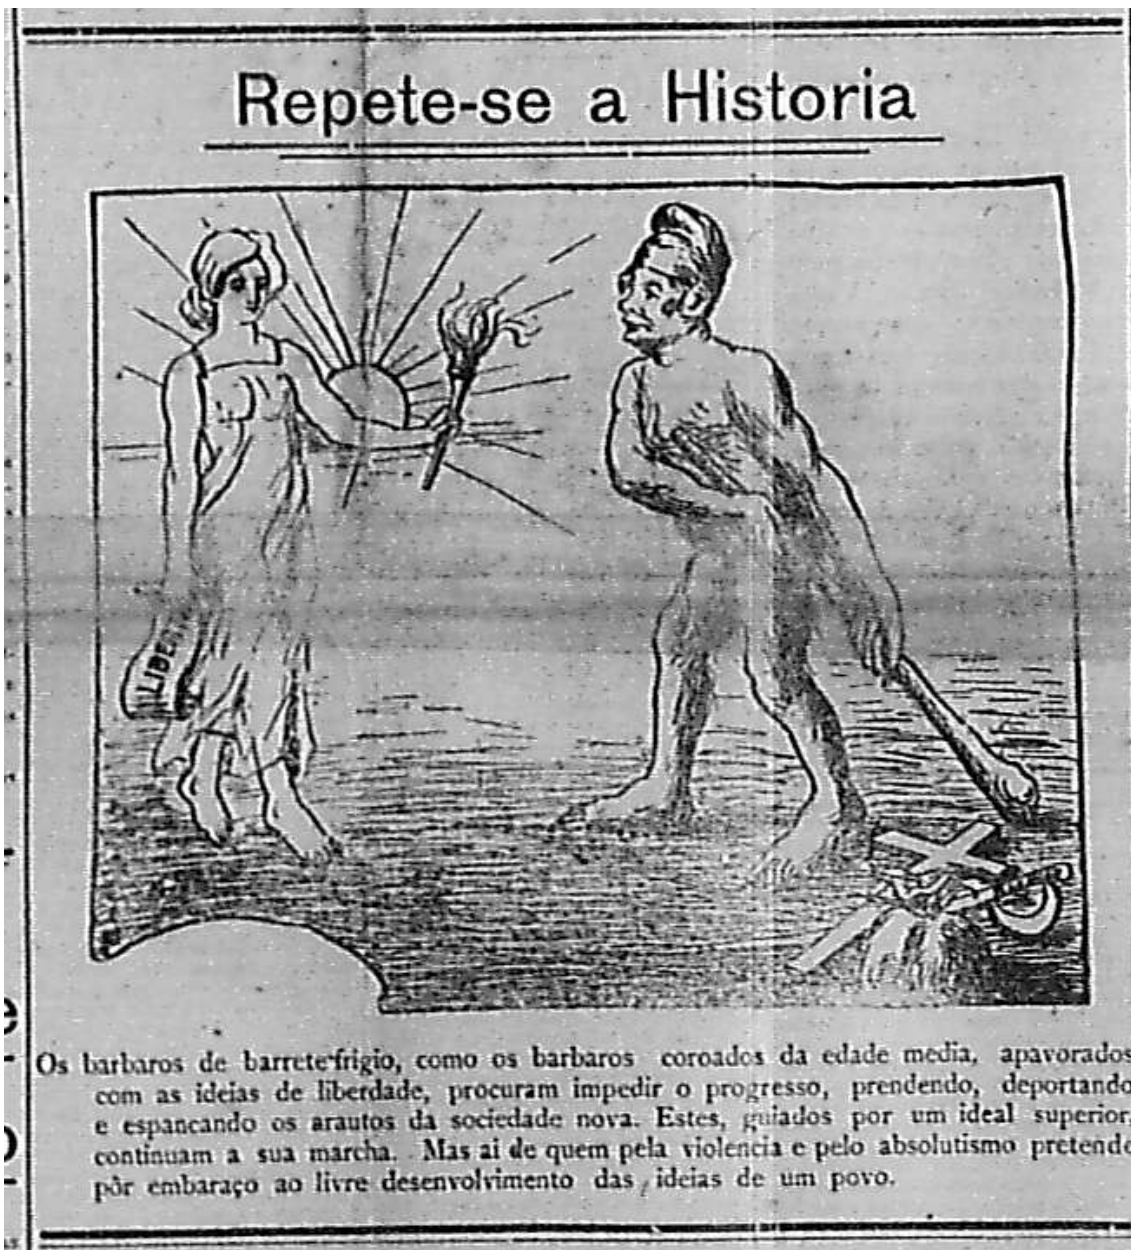 Repete-se a Historia
LIBER
Os barbaros de barrete frigio, como os barbaros coroados da edade media, apavorados
com as ideias de liberdade, procuram impedir o progresso, prendendo, deportando
e espancando os arautos da sociedade nova. Estes, guiados por um ideal superior,
continuam a sua marcha. Mas ai de quem pela violencia e pelo absolutismo pretende
pôr embaraço ao livre desenvolvimento das ideias de um povo.